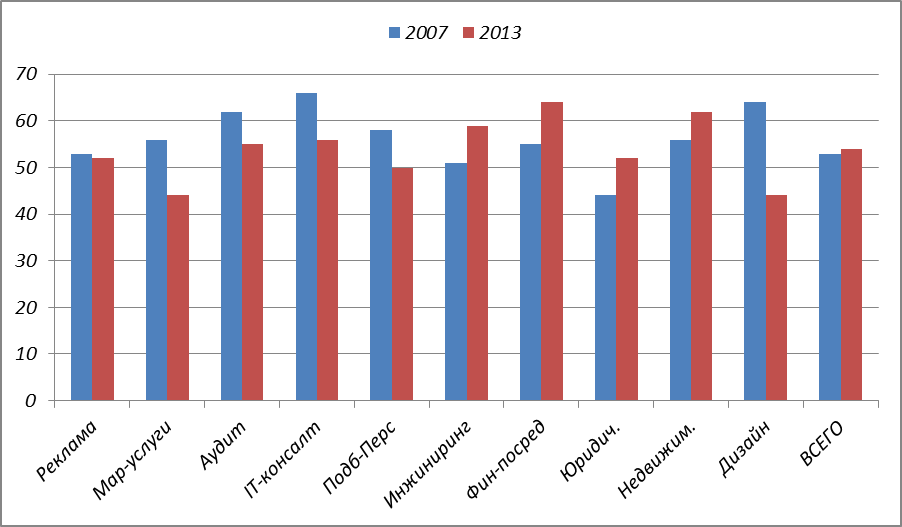 2007 2013
70
60
50
40
30
20
10
0
Реклама
Мар-услуги
Аудит
IT-консалт
Подб-Перс
Инжиниринг
Фин-посред
Юридич.
Недвижим.
Дизайн
ВСЕГО